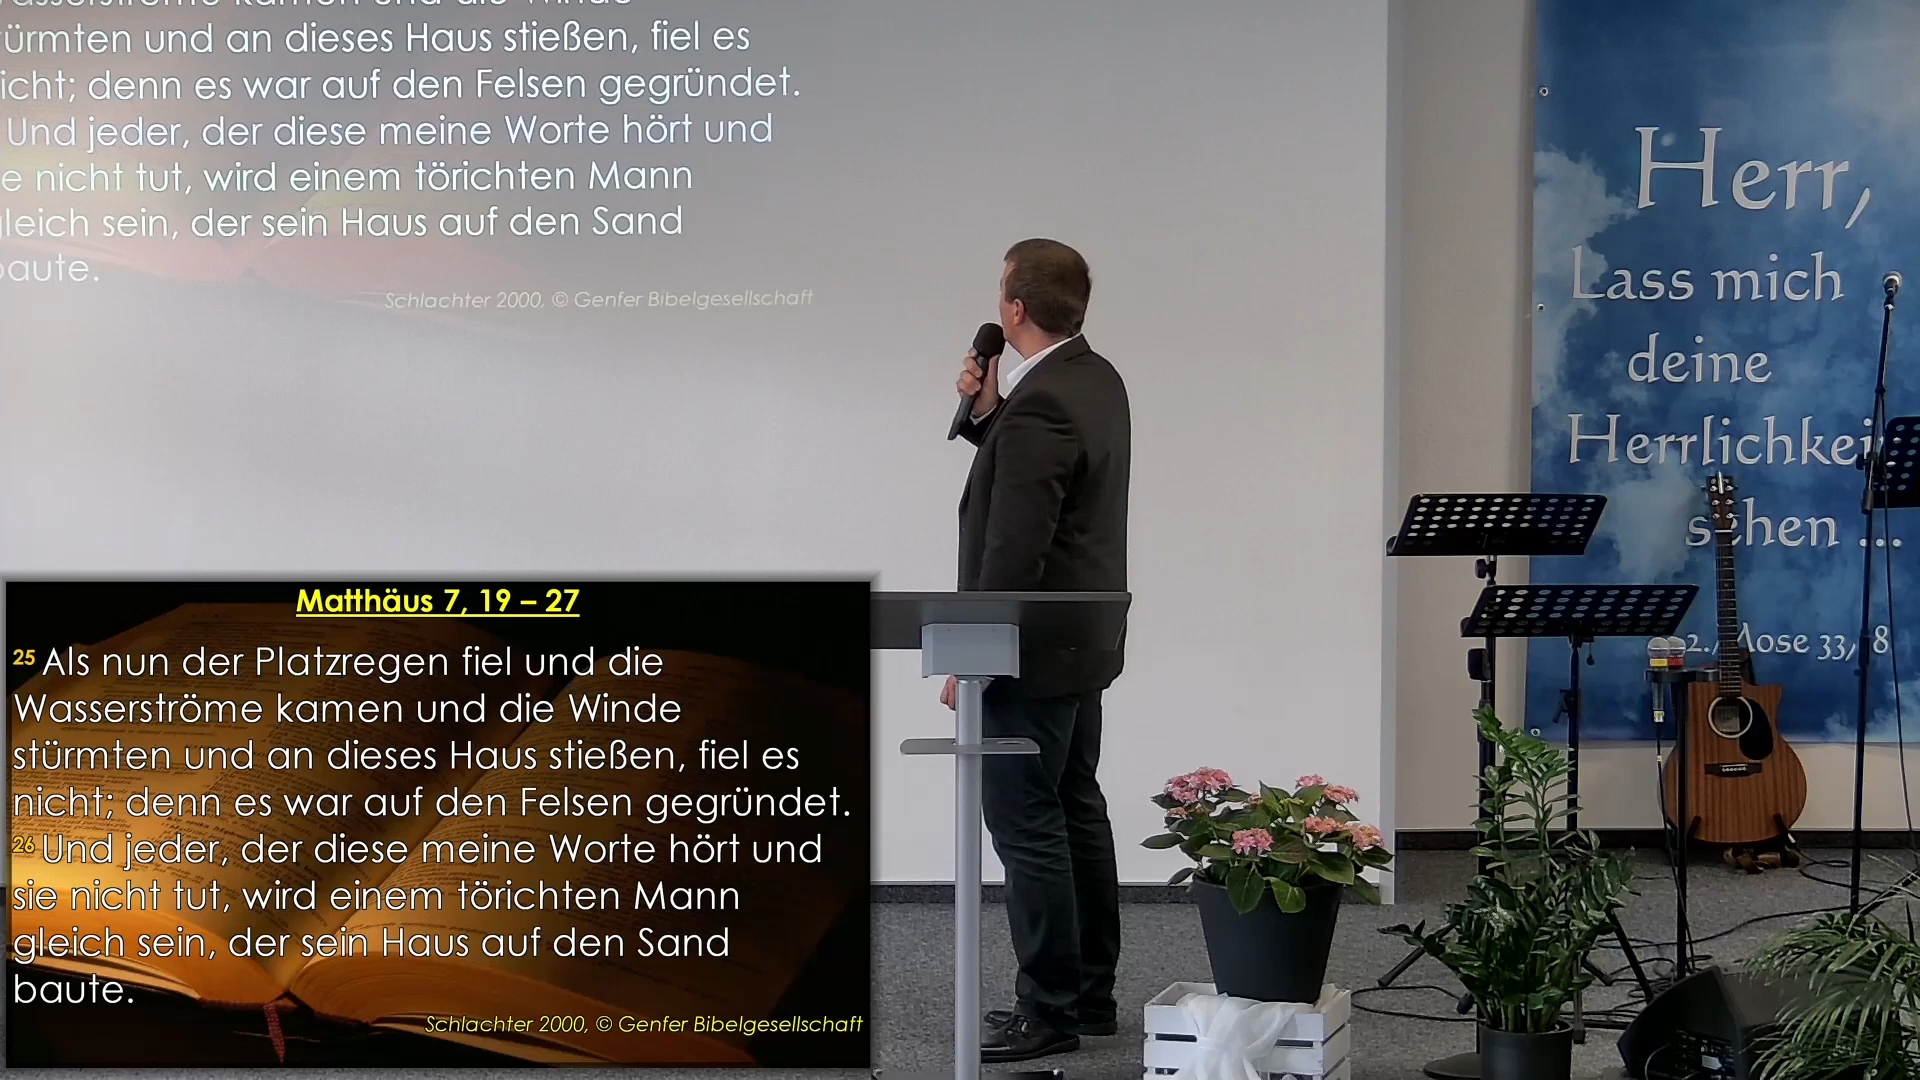 ürmten und an dieses Haus stießen, fiel es
icht; denn es war auf den Felsen gegründet.
Und jeder, der diese meine Worte hört und
e nicht tut, wird einem törichten Mann
gleich sein, der sein Haus auf den Sand
baute.
Schlachter 2000, © Genfer Bibelgesellschaft
Herr,
Lass mich
deine
Herrlichkei
sehen ...
2. Mose 33, 18
Matthäus 7, 19 – 27
25 Als nun der Platzregen fiel und die
Wasserströme kamen und die Winde
stürmten und an dieses Haus stießen, fiel es
nicht; denn es war auf den Felsen gegründet.
26 Und jeder, der diese meine Worte hört und
sie nicht tut, wird einem törichten Mann
gleich sein, der sein Haus auf den Sand
baute.
Schlachter 2000, © Genfer Bibelgesellschaft